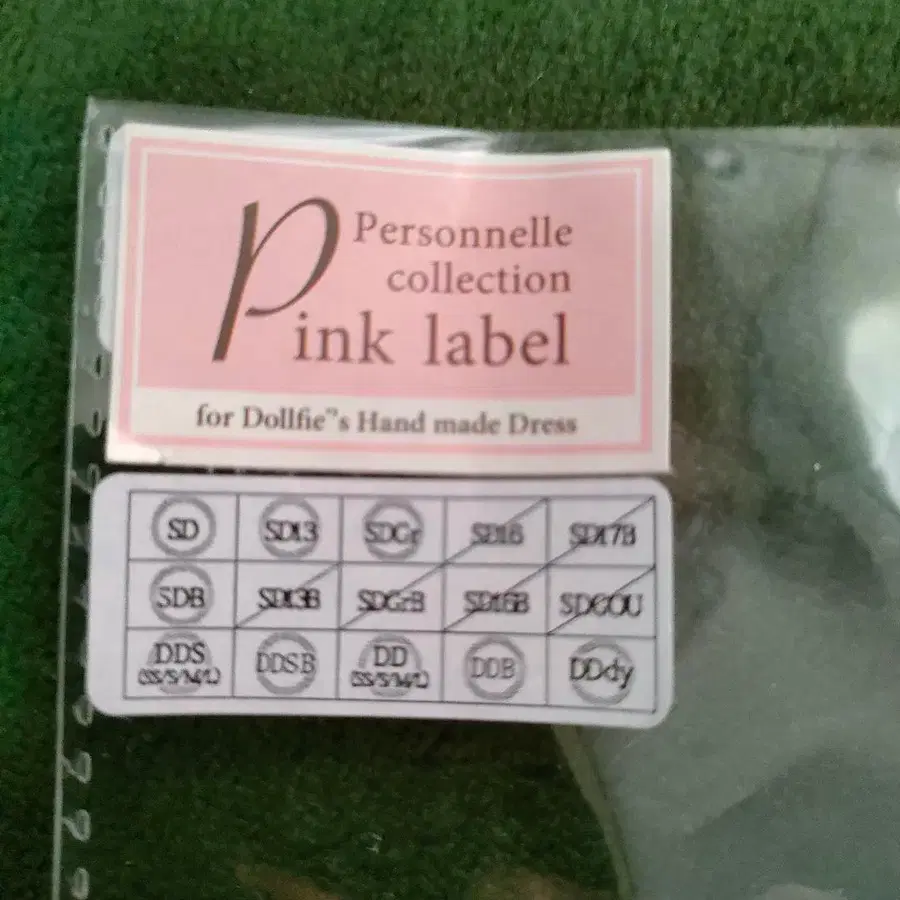 Personnelle
collection
Pink label
for Dollfie"s Hand made Dress
SD SD13 SDGr SD16 SD17B
SDB SD13B SDGrB SD16B SDGOU
DDS DDSB DD DDB DDdy
(SS/S/M/L) (SS/S/M/L)